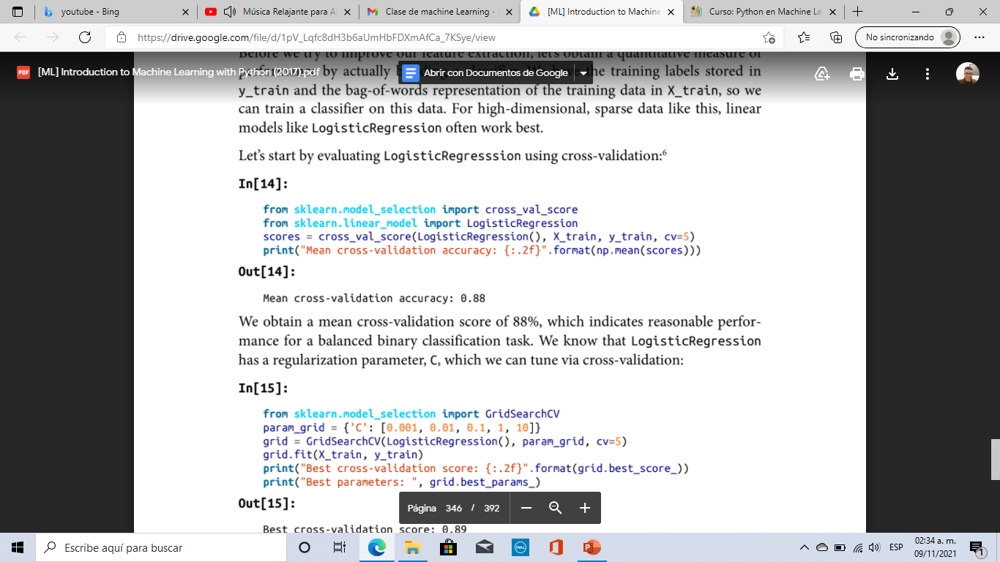 youtube - Bing
Música Relajante para Al
Clase de machine Learning -
[ML] Introduction to Machine
Curso: Python en Machine Le
https://drive.google.com/file/d/1pV_Lqfc8dH3b6aUmHbFDXmAfCa_7KSye/view
No sincronizando
Before we try to improve our feature extraction, let's obtain a quantitative measure of
PDF [ML] Introduction to Machine Learning with Python (2017).pdf
Abrir con Documentos de Google
by actually
the training labels stored in
y_train and the bag-of-words representation of the training data in X_train, so we
can train a classifier on this data. For high-dimensional, sparse data like this, linear
models like LogisticRegression often work best.
Let's start by evaluating LogisticRegresssion using cross-validation:6
In[14]:
from sklearn.model_selection import cross_val_score
from sklearn.linear_model import LogisticRegression
scores = cross_val_score(LogisticRegression(), X_train, y_train, cv=5)
print("Mean cross-validation accuracy: {:.2f}".format(np.mean(scores)))
Out[14]:
Mean cross-validation accuracy: 0.88
We obtain a mean cross-validation score of 88%, which indicates reasonable perfor-
mance for a balanced binary classification task. We know that LogisticRegression
has a regularization parameter, C, which we can tune via cross-validation:
In[15]:
from sklearn.model_selection import GridSearchCV
param_grid = {'C': [0.001, 0.01, 0.1, 1, 10]}
grid = GridSearchCV(LogisticRegression(), param_grid, cv=5)
grid.fit(X_train, y_train)
print("Best cross-validation score: {:.2f}".format(grid.best_score_))
print("Best parameters: ", grid.best_params_)
Out[15]:
Página 346 / 392
Best cross-validation score: 0.89
Escribe aquí para buscar
DELL
ESP
02:34 a. m.
09/11/2021
1